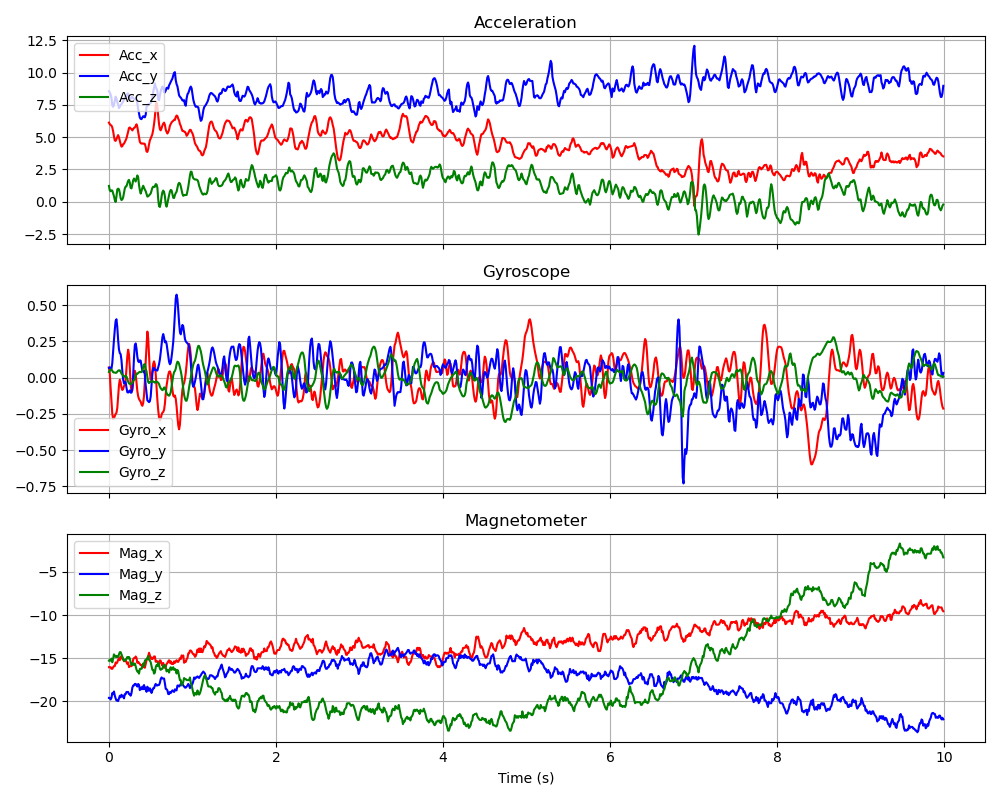 Acceleration
12.5
10.0
7.5
5.0
2.5
0.0
−2.5
Acc_x
Acc_y
Acc_z
Gyroscope
0.50
0.25
0.00
−0.25
−0.50
−0.75
Gyro_x
Gyro_y
Gyro_z
Magnetometer
−5
−10
−15
−20
Mag_x
Mag_y
Mag_z
0 2 4 6 8 10
Time (s)